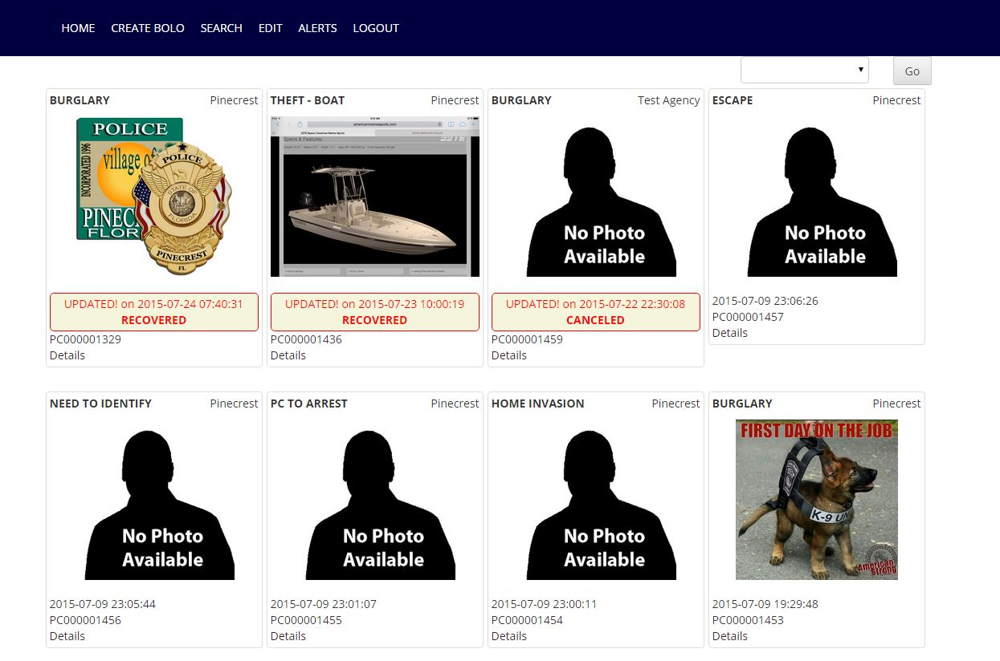 HOME CREATE BOLO SEARCH EDIT ALERTS LOGOUT
Go
BURGLARY Pinecrest
POLICE
INCORPORATED 1996
village of
PINEC
FLOR
POLICE
STATE OF
FLORIDA
PINECREST
FL
UPDATED! on 2015-07-24 07:40:31
RECOVERED
PC000001329
Details
THEFT - BOAT Pinecrest
americanmarinesports.com
Specs & Features
UPDATED! on 2015-07-23 10:00:19
RECOVERED
PC000001436
Details
BURGLARY Test Agency
No Photo
Available
UPDATED! on 2015-07-22 22:30:08
CANCELED
PC000001459
Details
ESCAPE Pinecrest
No Photo
Available
2015-07-09 23:06:26
PC000001457
Details
NEED TO IDENTIFY Pinecrest
No Photo
Available
2015-07-09 23:05:44
PC000001456
Details
PC TO ARREST Pinecrest
No Photo
Available
2015-07-09 23:01:07
PC000001455
Details
HOME INVASION Pinecrest
No Photo
Available
2015-07-09 23:00:11
PC000001454
Details
BURGLARY Pinecrest
FIRST DAY ON THE JOB
K-9 UN
American
Strong
2015-07-09 19:29:48
PC000001453
Details